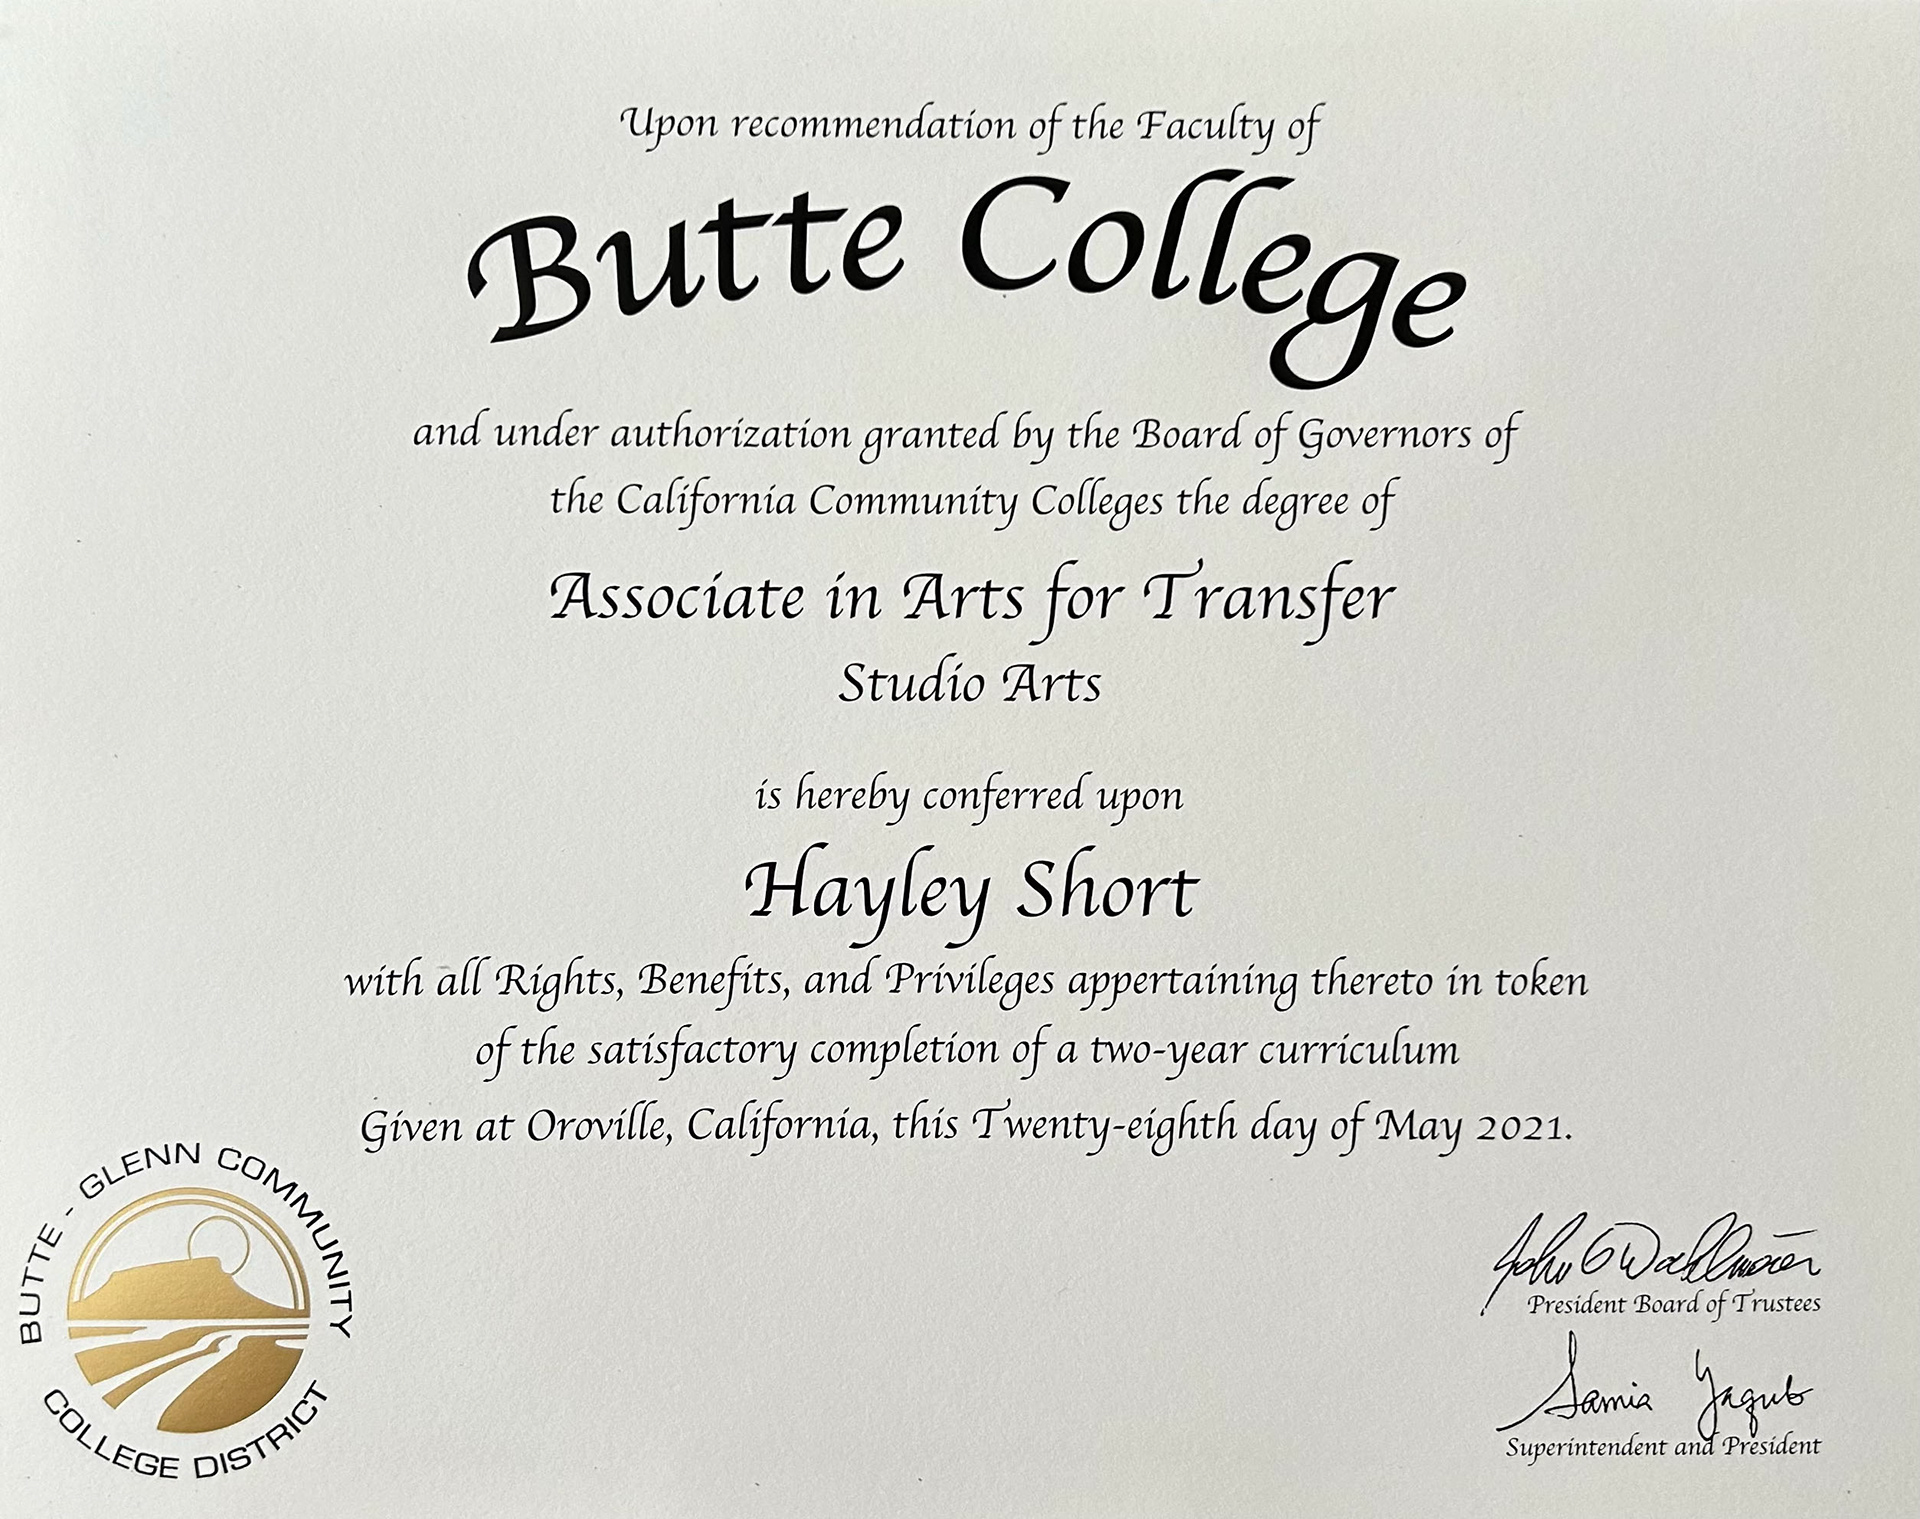 Upon recommendation of the Faculty of
Butte College
and under authorization granted by the Board of Governors of
the California Community Colleges the degree of
Associate in Arts for Transfer
Studio Arts
is hereby conferred upon
Hayley Short
with all Rights, Benefits, and Privileges appertaining thereto in token
of the satisfactory completion of a two-year curriculum
Given at Oroville, California, this Twenty-eighth day of May 2021.
BUTTE - GLENN COMMUNITY
COLLEGE DISTRICT
John
President Board of Trustees
Samia Yaqub
Superintendent and President